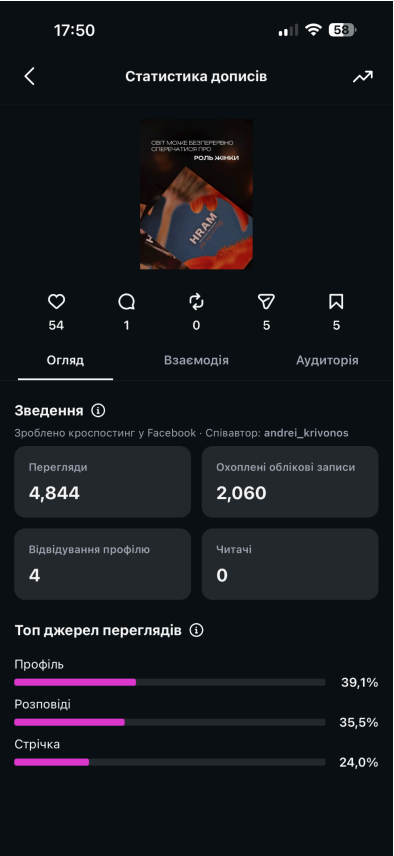 17:50
58
Статистика дописів
СВІТ МОЖЕ БЕЗПЕРЕРВНО
СПЕРЕЧАТИСЯ ПРО
РОЛЬ ЖІНКИ
HRAM
54
1
0
5
5
Огляд
Взаємодія
Аудиторія
Зведення
Зроблено кроспостинг у Facebook · Співавтор: andrei_krivonos
Перегляди
4,844
Охоплені облікові записи
2,060
Відвідування профілю
4
Читачі
0
Топ джерел переглядів
Профіль
39,1%
Розповіді
35,5%
Стрічка
24,0%